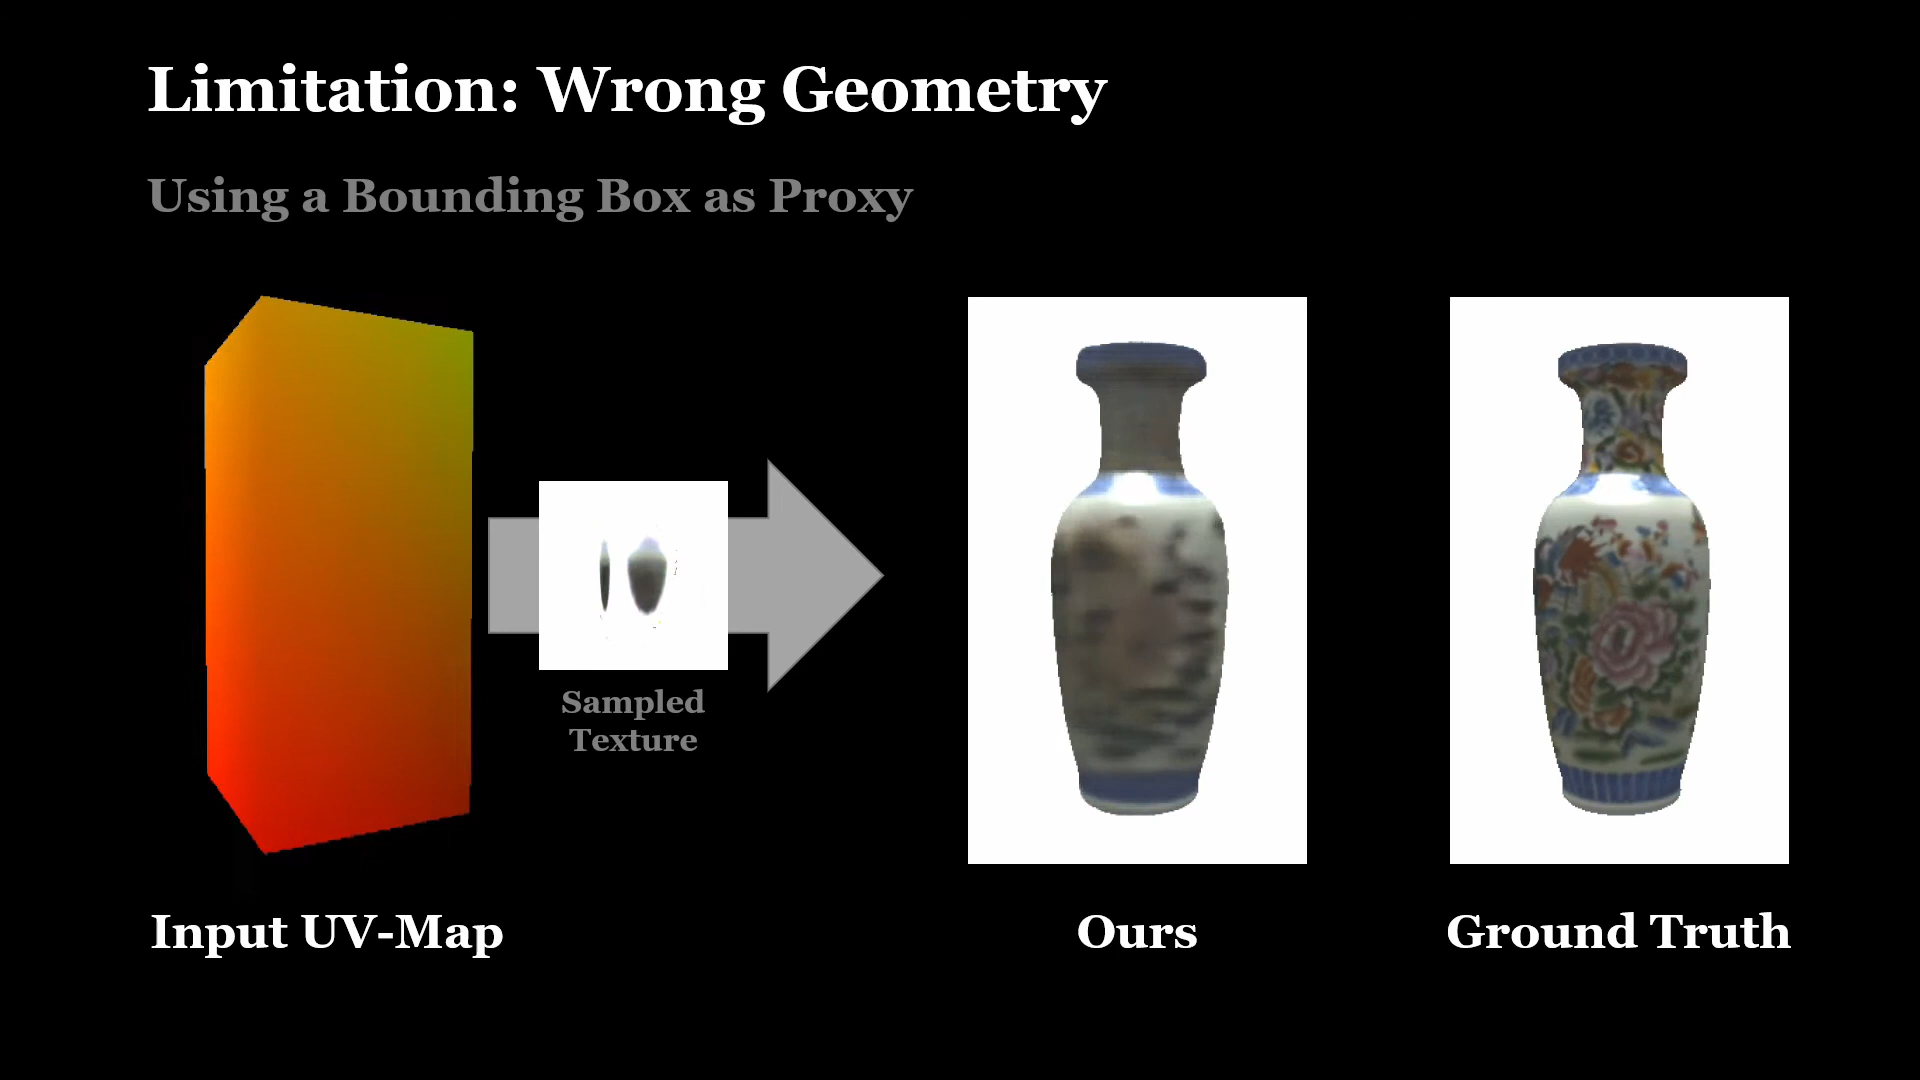 Limitation: Wrong Geometry
Using a Bounding Box as Proxy
Sampled
Texture
Input UV-Map
Ours
Ground Truth